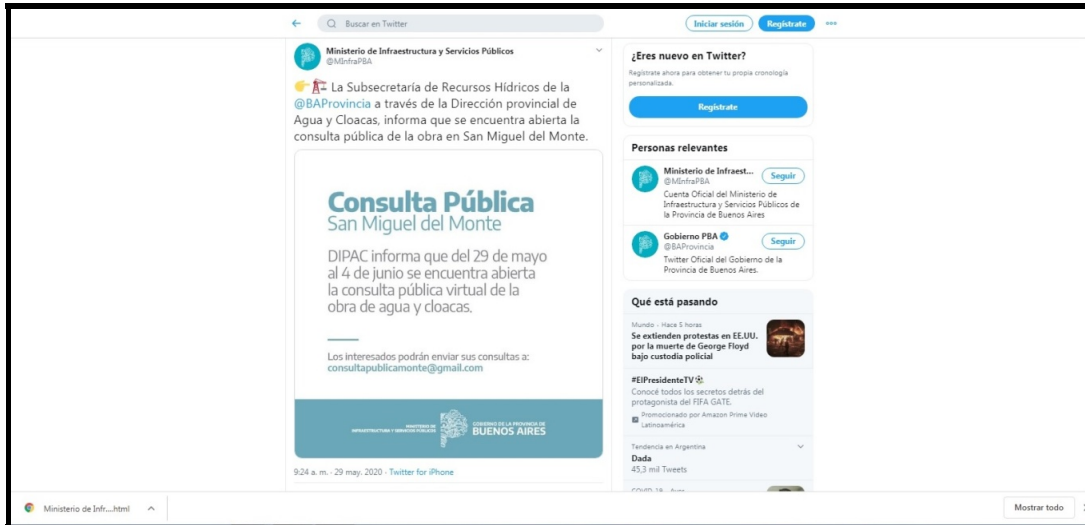 Buscar en Twitter
Iniciar sesión
Regístrate
Ministerio de Infraestructura y Servicios Públicos
@MInfraPBA
La Subsecretaría de Recursos Hídricos de la
@BAProvincia a través de la Dirección provincial de
Agua y Cloacas, informa que se encuentra abierta la
consulta pública de la obra en San Miguel del Monte.
Consulta Pública
San Miguel del Monte
DIPAC informa que del 29 de mayo
al 4 de junio se encuentra abierta
la consulta pública virtual de la
obra de agua y cloacas.
Los interesados podrán enviar sus consultas a:
consultapublicamonte@gmail.com
MINISTERIO DE
INFRAESTRUCTURA Y SERVICIOS PÚBLICOS
GOBIERNO DE LA PROVINCIA DE
BUENOS AIRES
9:24 a. m. · 29 may. 2020 · Twitter for iPhone
¿Eres nuevo en Twitter?
Regístrate ahora para obtener tu propia cronología
personalizada.
Regístrate
Personas relevantes
Ministerio de Infraest...
@MInfraPBA
Seguir
Cuenta Oficial del Ministerio de
Infraestructura y Servicios Públicos de
la Provincia de Buenos Aires
Gobierno PBA
@BAProvincia
Seguir
Twitter Oficial del Gobierno de la
Provincia de Buenos Aires.
Qué está pasando
Mundo · Hace 5 horas
Se extienden protestas en EE.UU.
por la muerte de George Floyd
bajo custodia policial
#ElPresidenteTV
Conocé todos los secretos detrás del
protagonista del FIFA GATE.
Promocionado por Amazon Prime Video
Latinoamérica
Tendencia en Argentina
Dada
45,3 mil Tweets
Ministerio de Infr....html
Mostrar todo